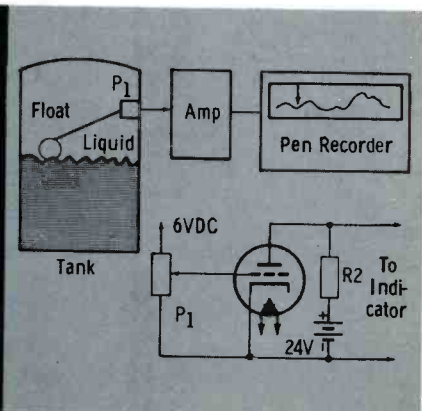 P1
Float
Liquid
Tank
Amp
Pen Recorder
6VDC
P1
R2
24V
+
To
Indi-
cator